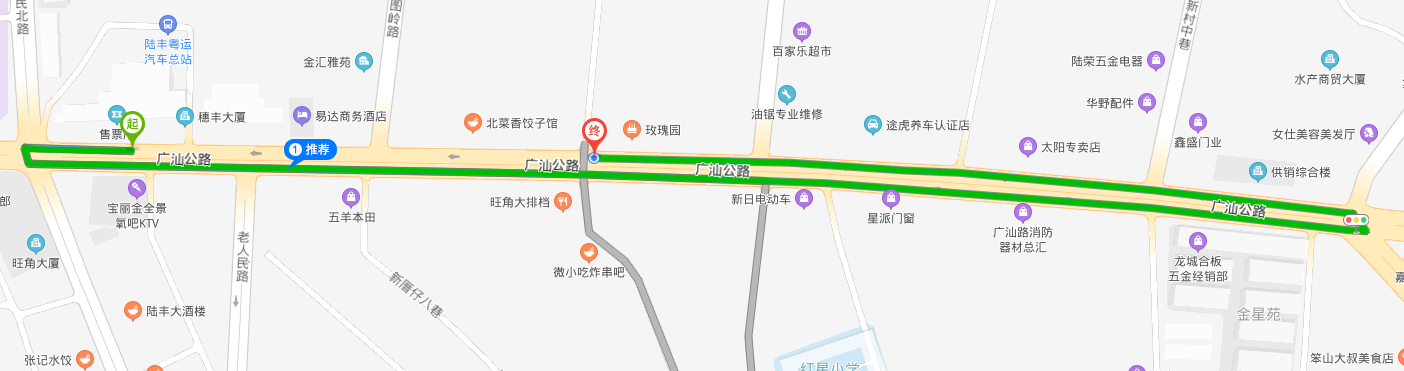 民北路
图岭路
新村中巷
陆丰粤运
汽车总站
金汇雅苑
百家乐超市
陆荣五金电器
水产商贸大厦
售票
起
穗丰大厦
易达商务酒店
北菜香饺子馆
终
玫瑰园
油锯专业维修
途虎养车认证店
华野配件
鑫盛门业
女仕美容美发厅
太阳专卖店
供销综合楼
1 推荐
广汕公路
广汕公路
广汕公路
广汕公路
郎
宝丽金全景
氧吧KTV
五羊本田
旺角大排档
新日电动车
星派门窗
广汕路消防
器材总汇
龙城合板
五金经销部
旺角大厦
老人民路
微小吃炸串吧
新厝仔八巷
嘉
陆丰大酒楼
金星苑
张记水饺
红星小学
笨山大叔美食店